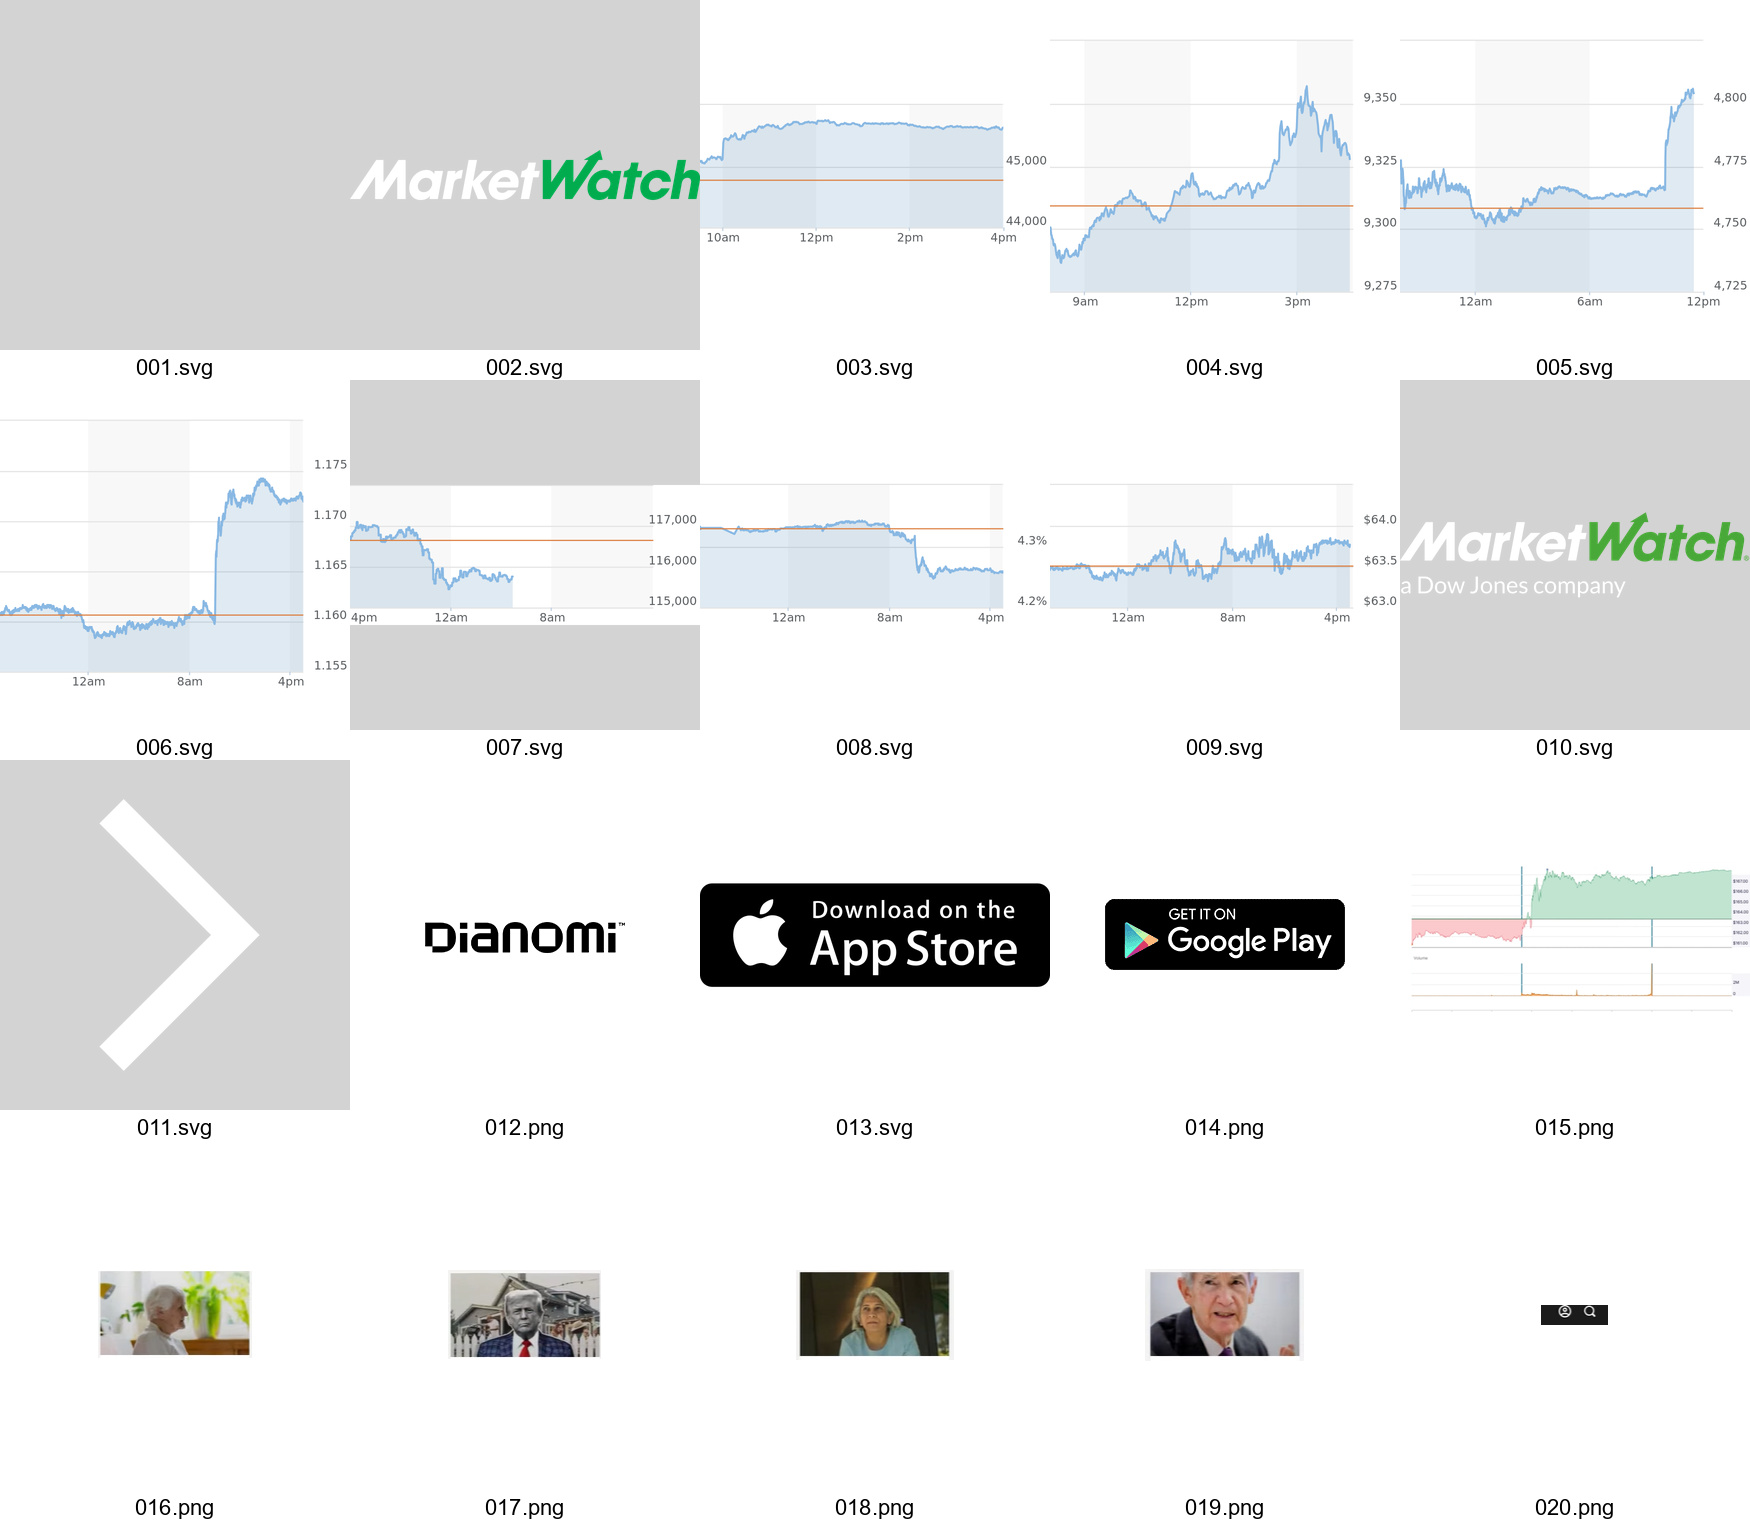 MarketWatch
45,000
44,000
10am 12pm 2pm 4pm
9,350
9,325
9,300
9,275
9am 12pm 3pm
4,800
4,775
4,750
4,725
12am 6am 12pm
001.svg
002.svg
003.svg
004.svg
005.svg
1.175
1.170
1.165
1.160
1.155
12am 8am 4pm
117,000
116,000
115,000
4pm 12am 8am
4.3%
4.2%
12am 8am 4pm
$64.0
$63.5
$63.0
12am 8am 4pm
MarketWatch
a Dow Jones company
006.svg
007.svg
008.svg
009.svg
010.svg
DIANOMI™
Download on the
App Store
GET IT ON
Google Play
Volume
2M
0
011.svg
012.png
013.svg
014.png
015.png
016.png
017.png
018.png
019.png
020.png